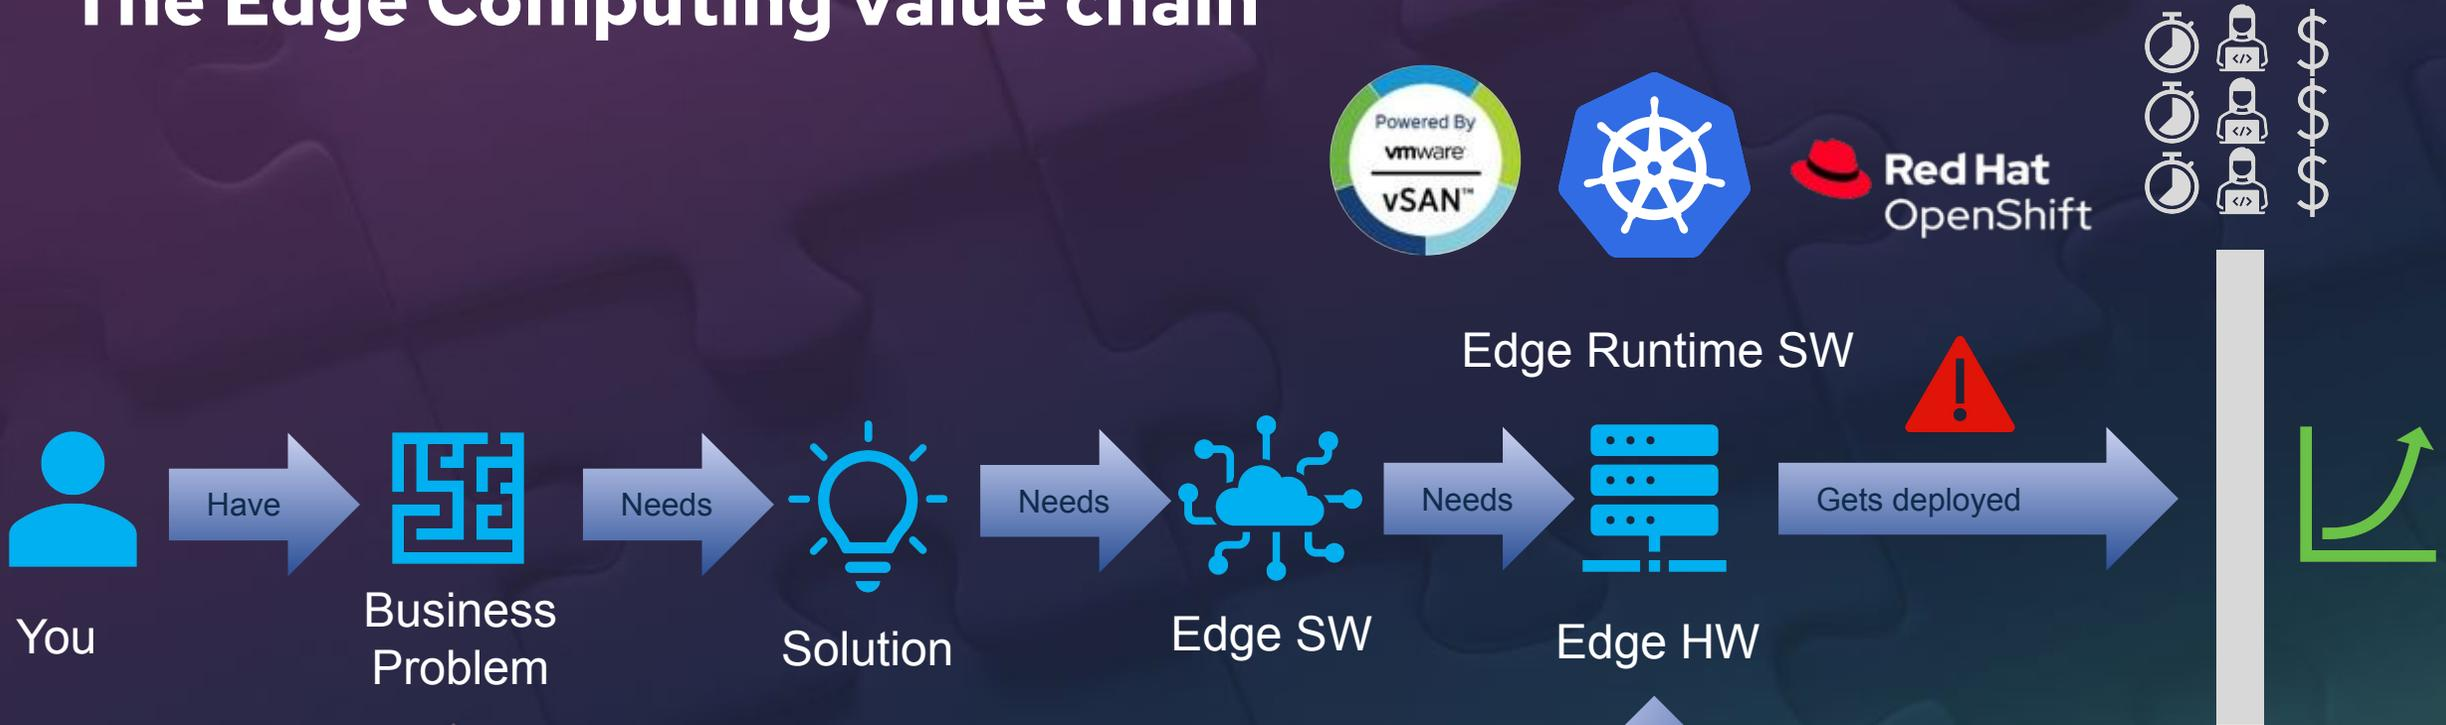 The Edge Computing value chain
Powered By
vmware
vSAN™
Red Hat
OpenShift
Edge Runtime SW
Have
Needs
Needs
Needs
Gets deployed
You
Business
Problem
Solution
Edge SW
Edge HW